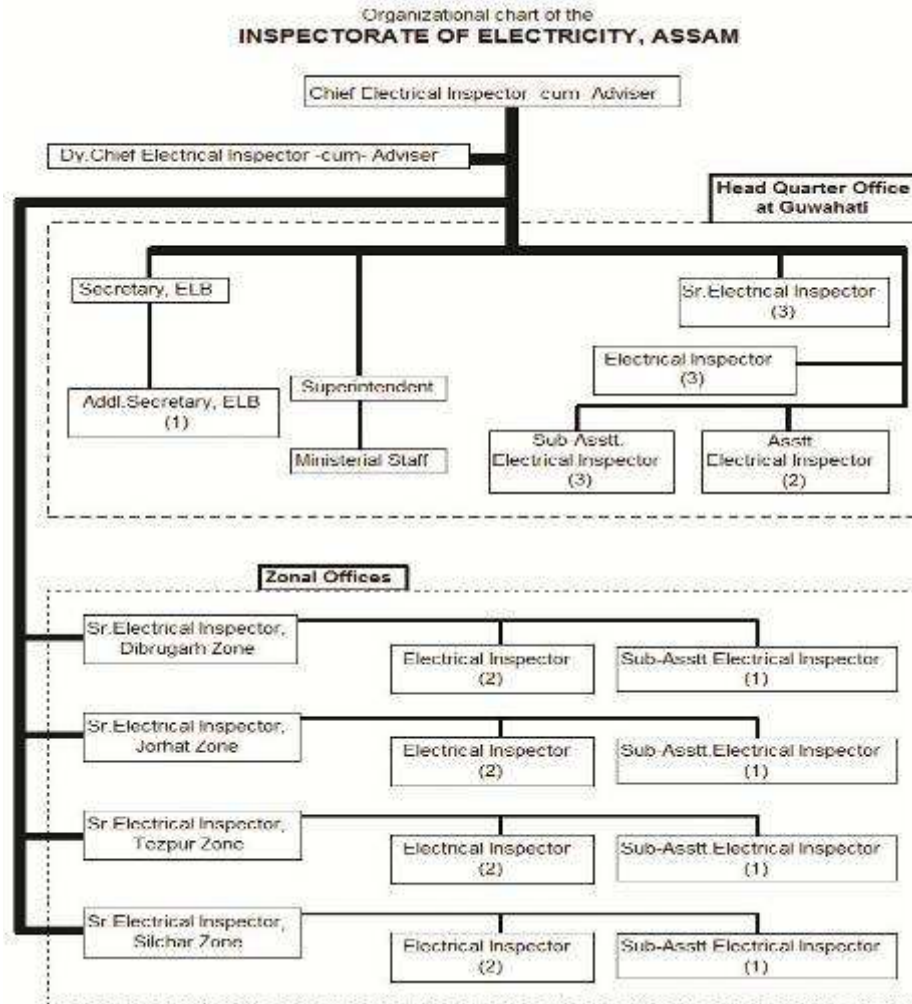 Organizational chart of the
INSPECTORATE OF ELECTRICITY, ASSAM
Chief Electrical Inspector cum Adviser
Dy.Chief Electrical Inspector -cum- Adviser
Head Quarter Office
at Guwahati
Secretary, ELB
Sr.Electrical Inspector
(3)
Electrical Inspector
(3)
Superintendent
Addl.Secretary, ELB
(1)
Sub-Asstt.
Electrical Inspector
(3)
Asstt.
Electrical Inspector
(2)
Ministerial Staff
Zonal Offices
Sr.Electrical Inspector,
Dibrugarh Zone
Electrical Inspector
(2)
Sub-Asstt.Electrical Inspector
(1)
Sr.Electrical Inspector,
Jorhat Zone
Electrical Inspector
(2)
Sub-Asstt.Electrical Inspector
(1)
Sr.Electrical Inspector,
Tezpur Zone
Electrical Inspector
(2)
Sub-Asstt.Electrical Inspector
(1)
Sr.Electrical Inspector,
Silchar Zone
Electrical Inspector
(2)
Sub-Asstt.Electrical Inspector
(1)